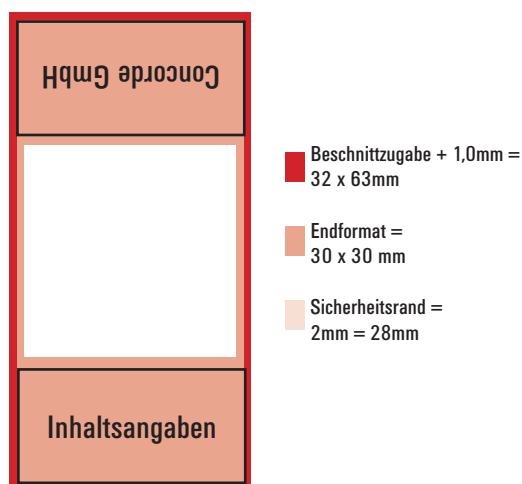 Concorde GmbH
Beschnittzugabe + 1,0mm =
32 x 63mm
Endformat =
30 x 30 mm
Sicherheitsrand =
2mm = 28mm
Inhaltsangaben